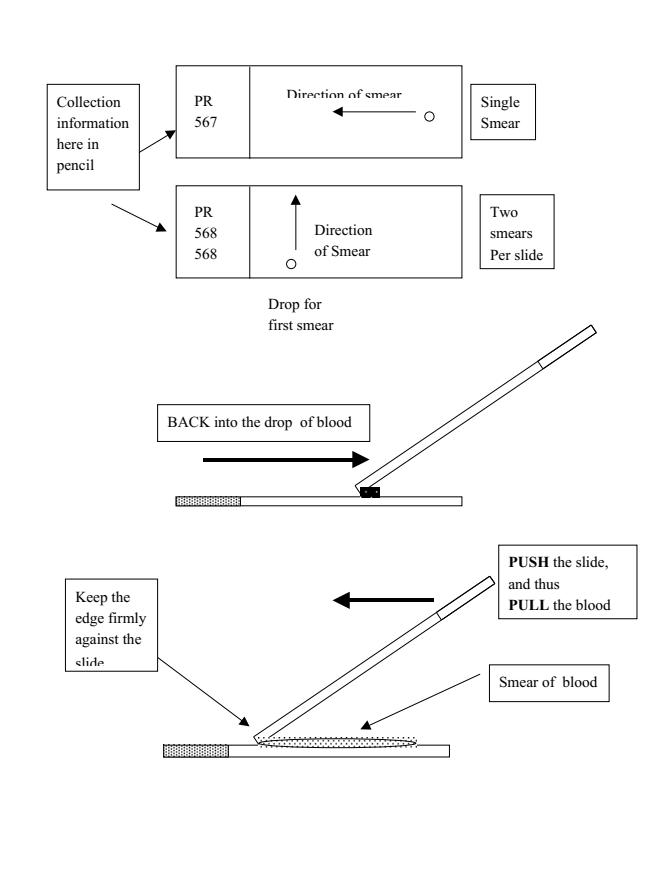 Collection
information
here in
pencil
PR
567
Direction of smear
Single
Smear
PR
568
568
Direction
of Smear
Two
smears
Per slide
Drop for
first smear
BACK into the drop  of blood
PUSH the slide,
and thus
PULL the blood
Keep the
edge firmly
against the
slide
Smear of  blood